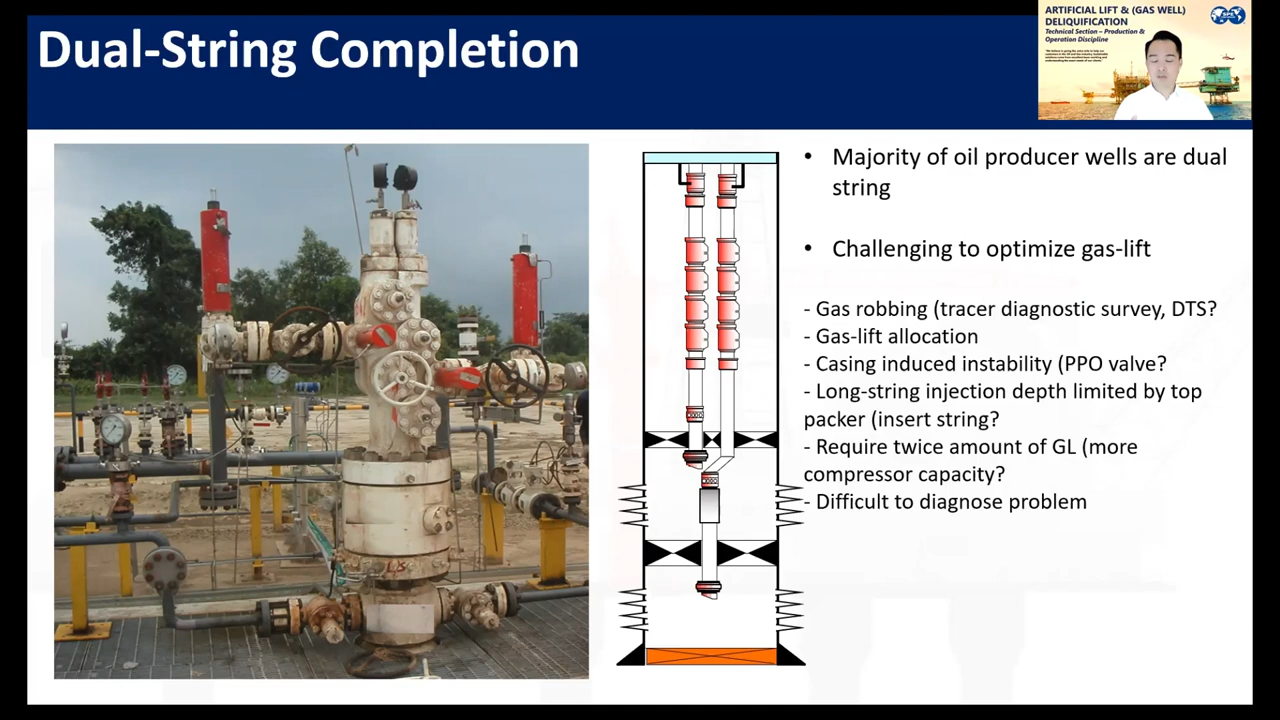 Dual-String Completion
ARTIFICIAL LIFT & (GAS WELL)
DELIQUIFICATION
Technical Section – Production &
Operation Discipline
SPE
• Majority of oil producer wells are dual
string
• Challenging to optimize gas-lift
- Gas robbing (tracer diagnostic survey, DTS?
- Gas-lift allocation
- Casing induced instability (PPO valve?
- Long-string injection depth limited by top
packer (insert string?
- Require twice amount of GL (more
compressor capacity?
- Difficult to diagnose problem